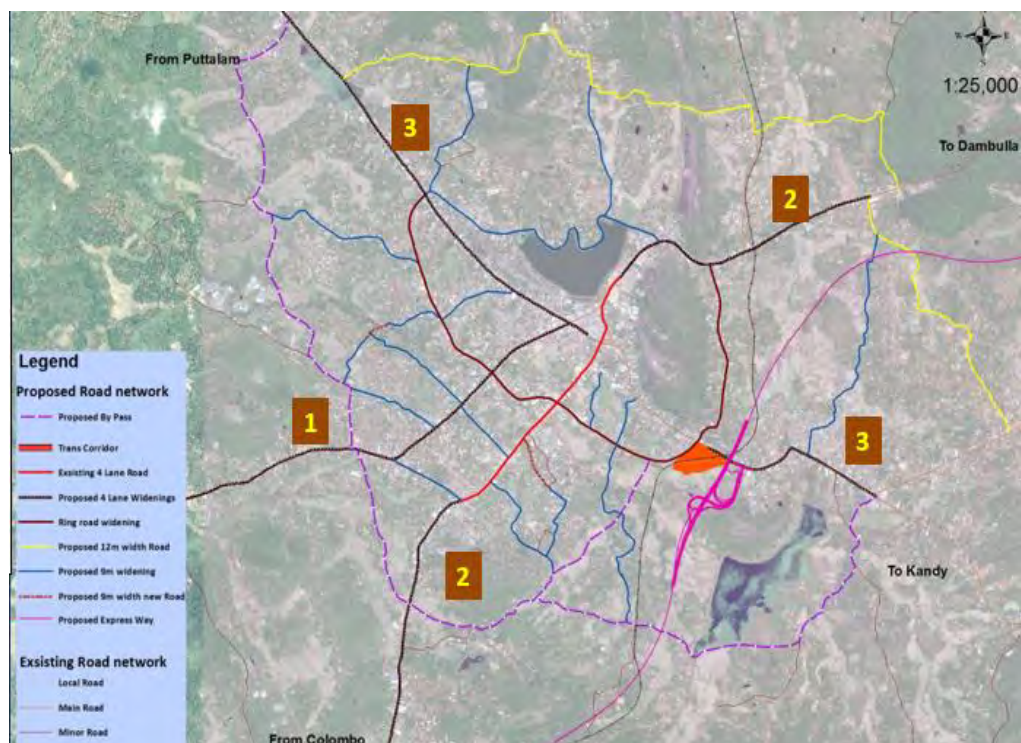 From Puttalam
N
W
E
S
1:25,000
3
To Dambulla
2
Legend
Proposed Road network
Proposed By Pass
Trans Corridor
Exsisting 4 Lane Road
Proposed 4 Lane Widenings
Ring road widening
Proposed 12m width Road
Proposed 9m widening
Proposed 9m width new Road
Proposed Express Way
Exsisting Road network
Local Road
Main Road
Minor Road
1
3
2
To Kandy
From Colombo